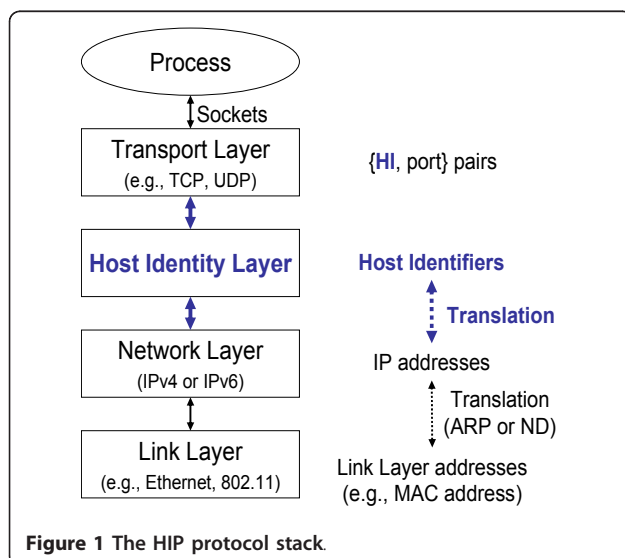 Process
Sockets
Transport Layer
(e.g., TCP, UDP)
{HI, port} pairs
Host Identity Layer
Host Identifiers
Translation
Network Layer
(IPv4 or IPv6)
IP addresses
Translation
(ARP or ND)
Link Layer
(e.g., Ethernet, 802.11)
Link Layer addresses
(e.g., MAC address)
Figure 1 The HIP protocol stack.